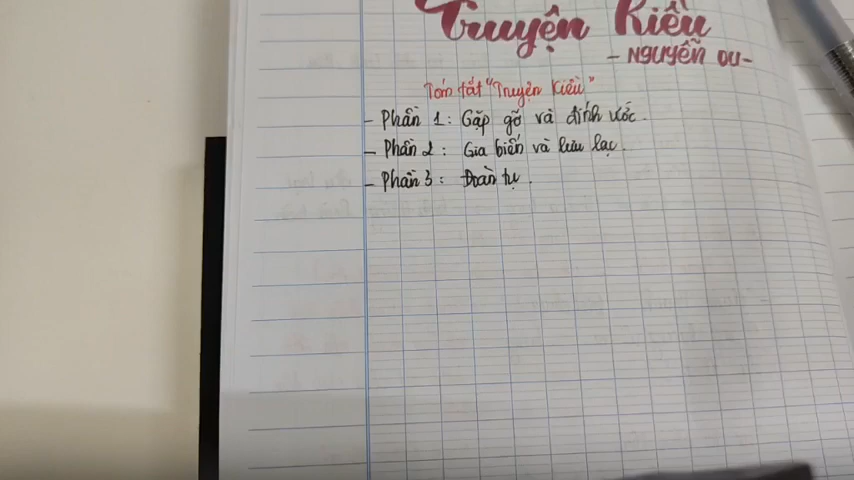 Truyện Kiều
- NGUYỄN DU -
Tóm tắt "Truyện Kiều"
- Phần 1: Gặp gỡ và đính ước.
- Phần 2: Gia biến và lưu lạc.
- Phần 3: Đoàn tụ.